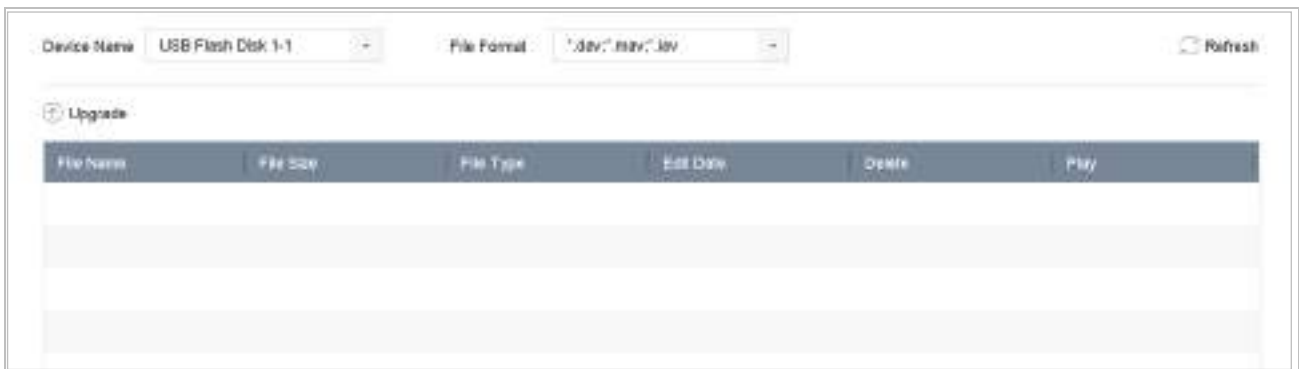 Device Name USB Flash Disk 1-1 File Format *.dav;*.mav;*.iav Refresh
Upgrade
File Name File Size File Type Edit Date Delete Play